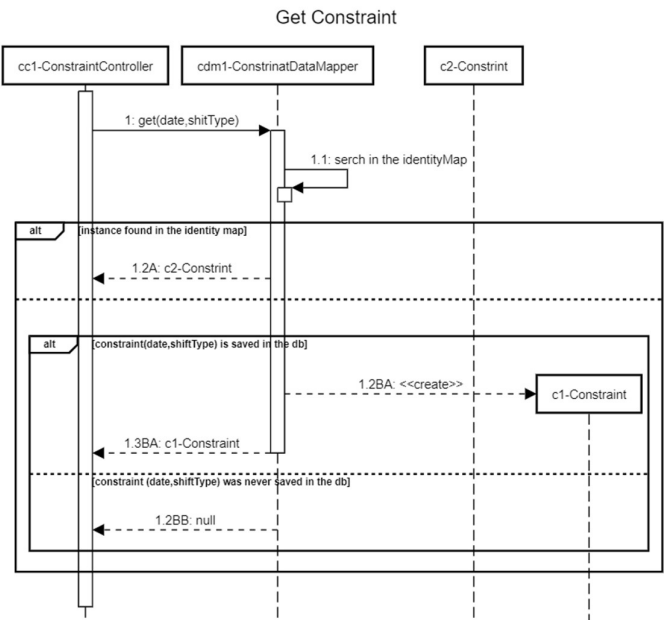 Get Constraint
cc1-ConstraintController
cdm1-ConstrinatDataMapper
c2-Constrint
1: get(date,shitType)
1.1: serch in the identityMap
alt
[instance found in the identity map]
1.2A: c2-Constrint
alt
[constraint(date,shiftType) is saved in the db]
1.2BA: <<create>>
c1-Constraint
1.3BA: c1-Constraint
[constraint (date,shiftType) was never saved in the db]
1.2BB: null